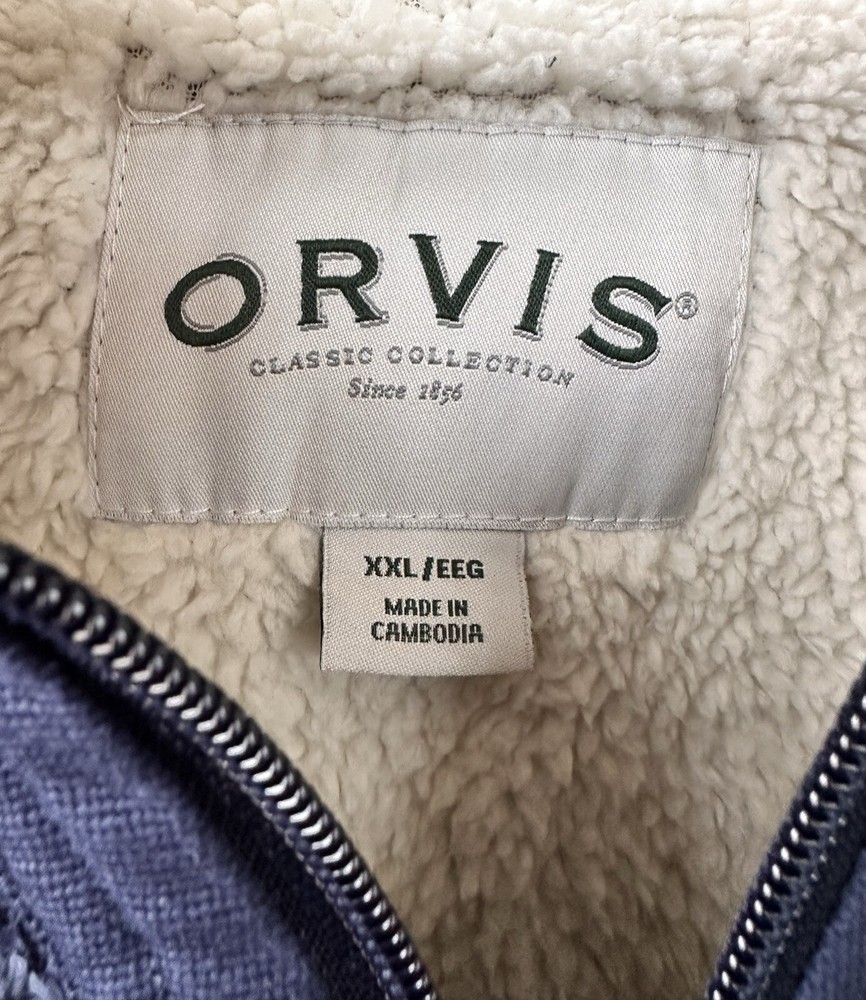 ORVIS®
CLASSIC COLLECTION
Since 1856
XXL/EEG
MADE IN
CAMBODIA